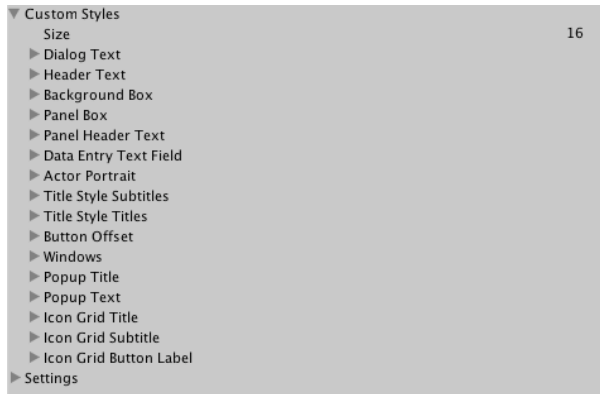 Custom Styles
Size 16
Dialog Text
Header Text
Background Box
Panel Box
Panel Header Text
Data Entry Text Field
Actor Portrait
Title Style Subtitles
Title Style Titles
Button Offset
Windows
Popup Title
Popup Text
Icon Grid Title
Icon Grid Subtitle
Icon Grid Button Label
Settings